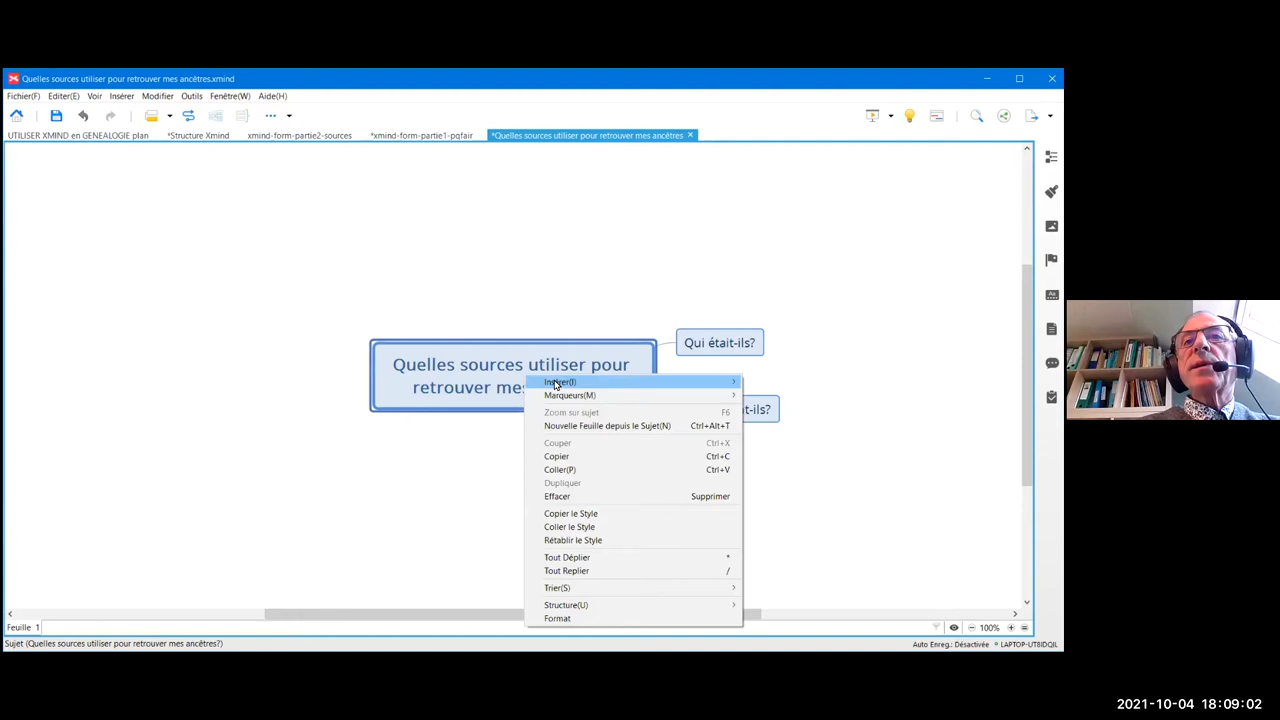 Quelles sources utiliser pour retrouver mes ancêtres.xmind
Fichier(F) Editer(E) Voir Insérer Modifier Outils Fenêtre(W) Aide(H)
UTILISER XMIND en GENEALOGIE plan *Structure Xmind xmind-form-partie2-sources *xmind-form-partie1-pqfair *Quelles sources utiliser pour retrouver mes ancêtres
Qui était-ils?
Quelles sources utiliser pour
retrouver mes
t-ils?
Insérer(I)
Marqueurs(M)
Zoom sur sujet F6
Nouvelle Feuille depuis le Sujet(N) Ctrl+Alt+T
Couper Ctrl+X
Copier Ctrl+C
Coller(P) Ctrl+V
Dupliquer
Effacer Supprimer
Copier le Style
Coller le Style
Rétablir le Style
Tout Déplier *
Tout Replier /
Trier(S)
Structure(U)
Format
Feuille 1 100%
Sujet (Quelles sources utiliser pour retrouver mes ancêtres?) Auto Enreg.: Désactivée LAPTOP-UT8IDQIL
2021-10-04 18:09:02